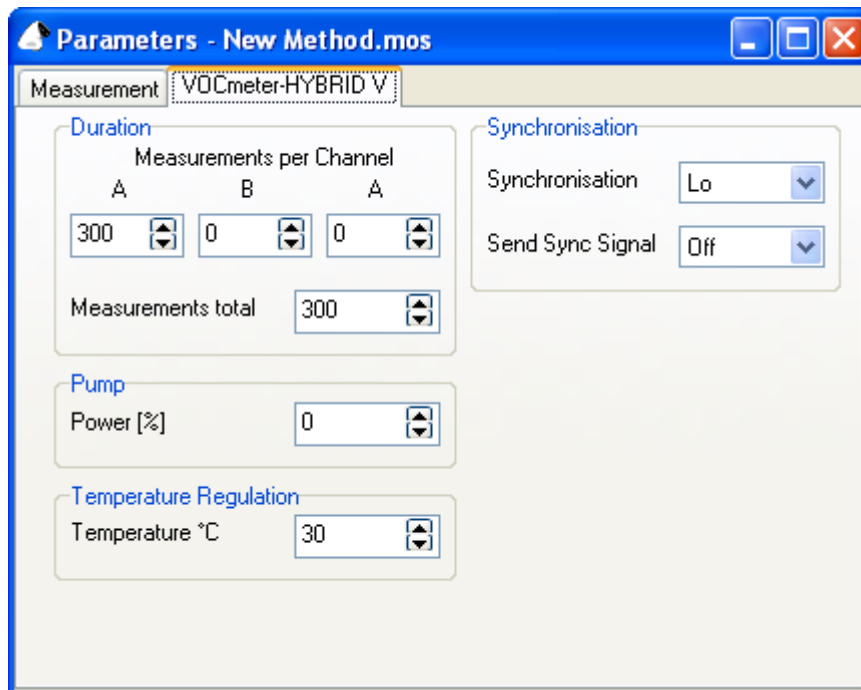 Parameters - New Method.mos
Measurement
VOCmeter-HYBRID V
Duration
Measurements per Channel
A B A
300 0 0
Measurements total 300
Pump
Power [%] 0
Temperature Regulation
Temperature °C 30
Synchronisation
Synchronisation Lo
Send Sync Signal Off